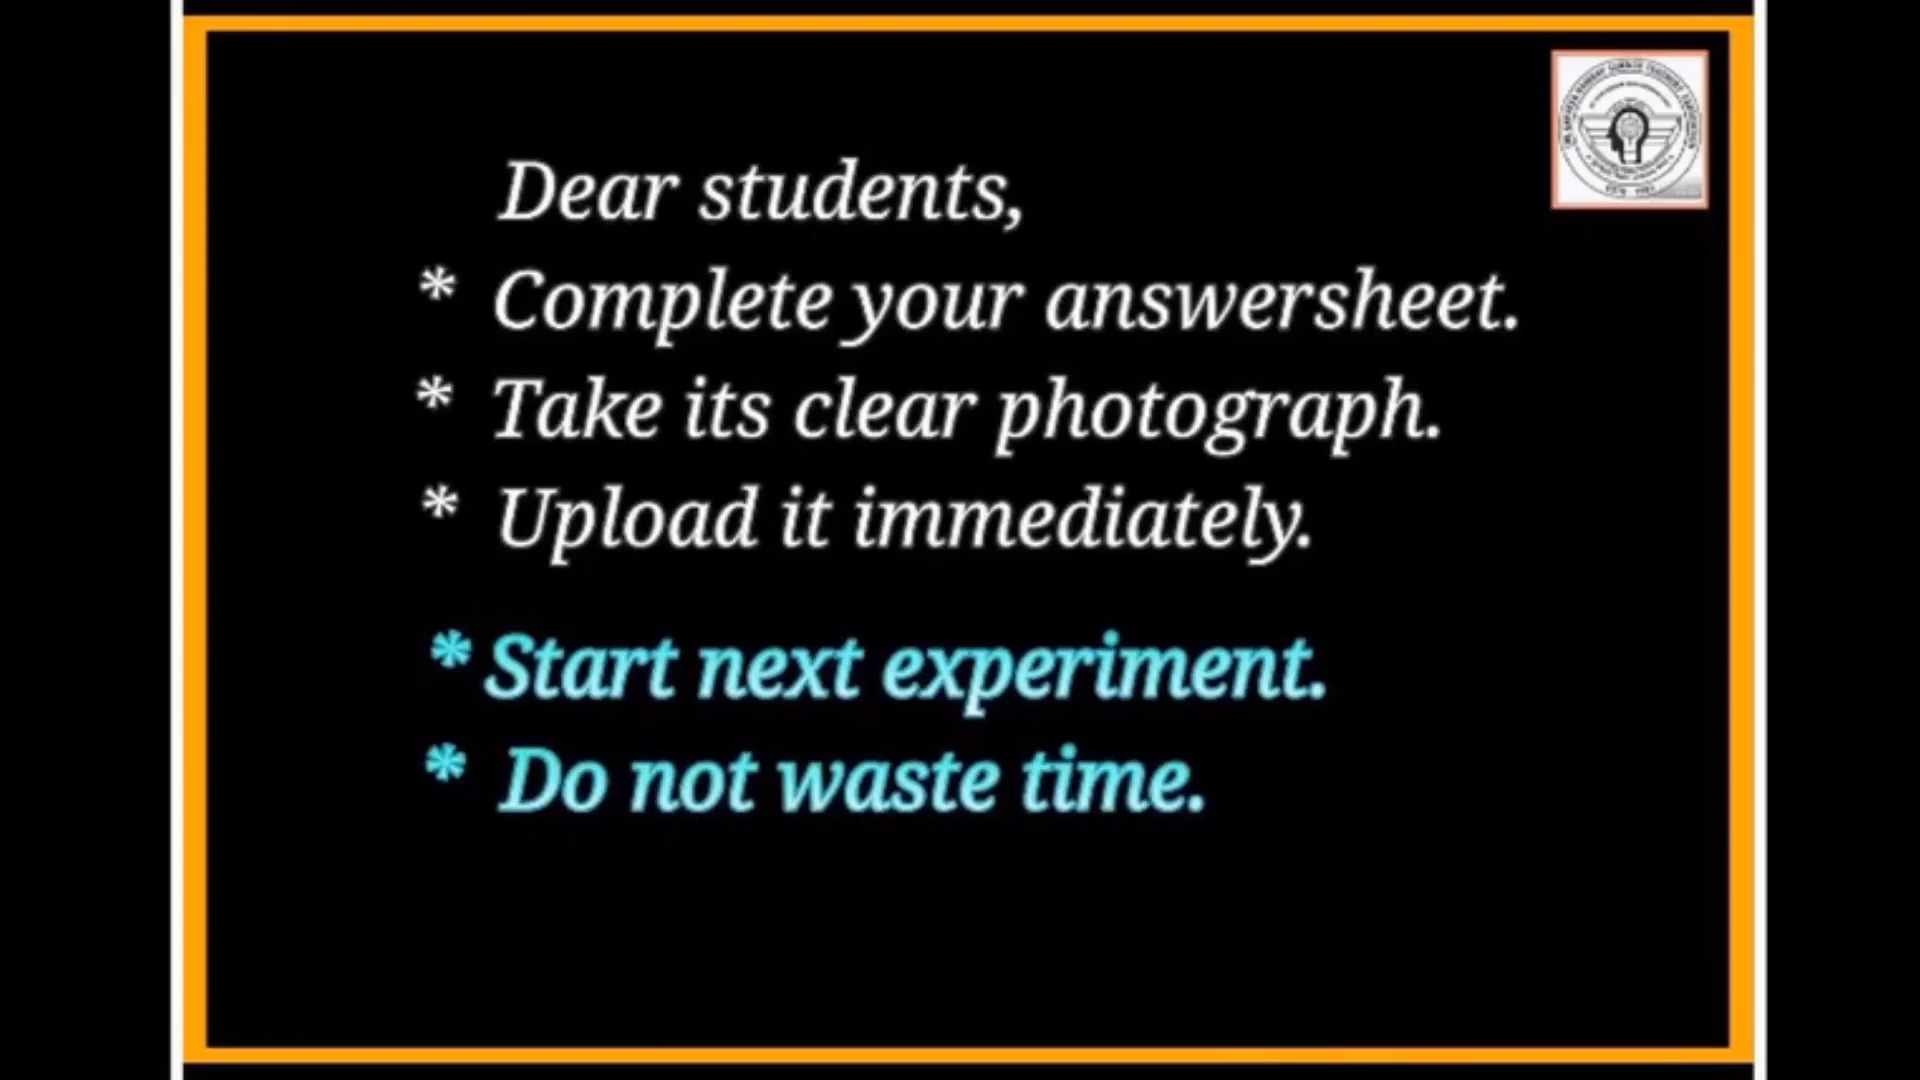 Dear students,
* Complete your answersheet.
* Take its clear photograph.
* Upload it immediately.
* Start next experiment.
* Do not waste time.